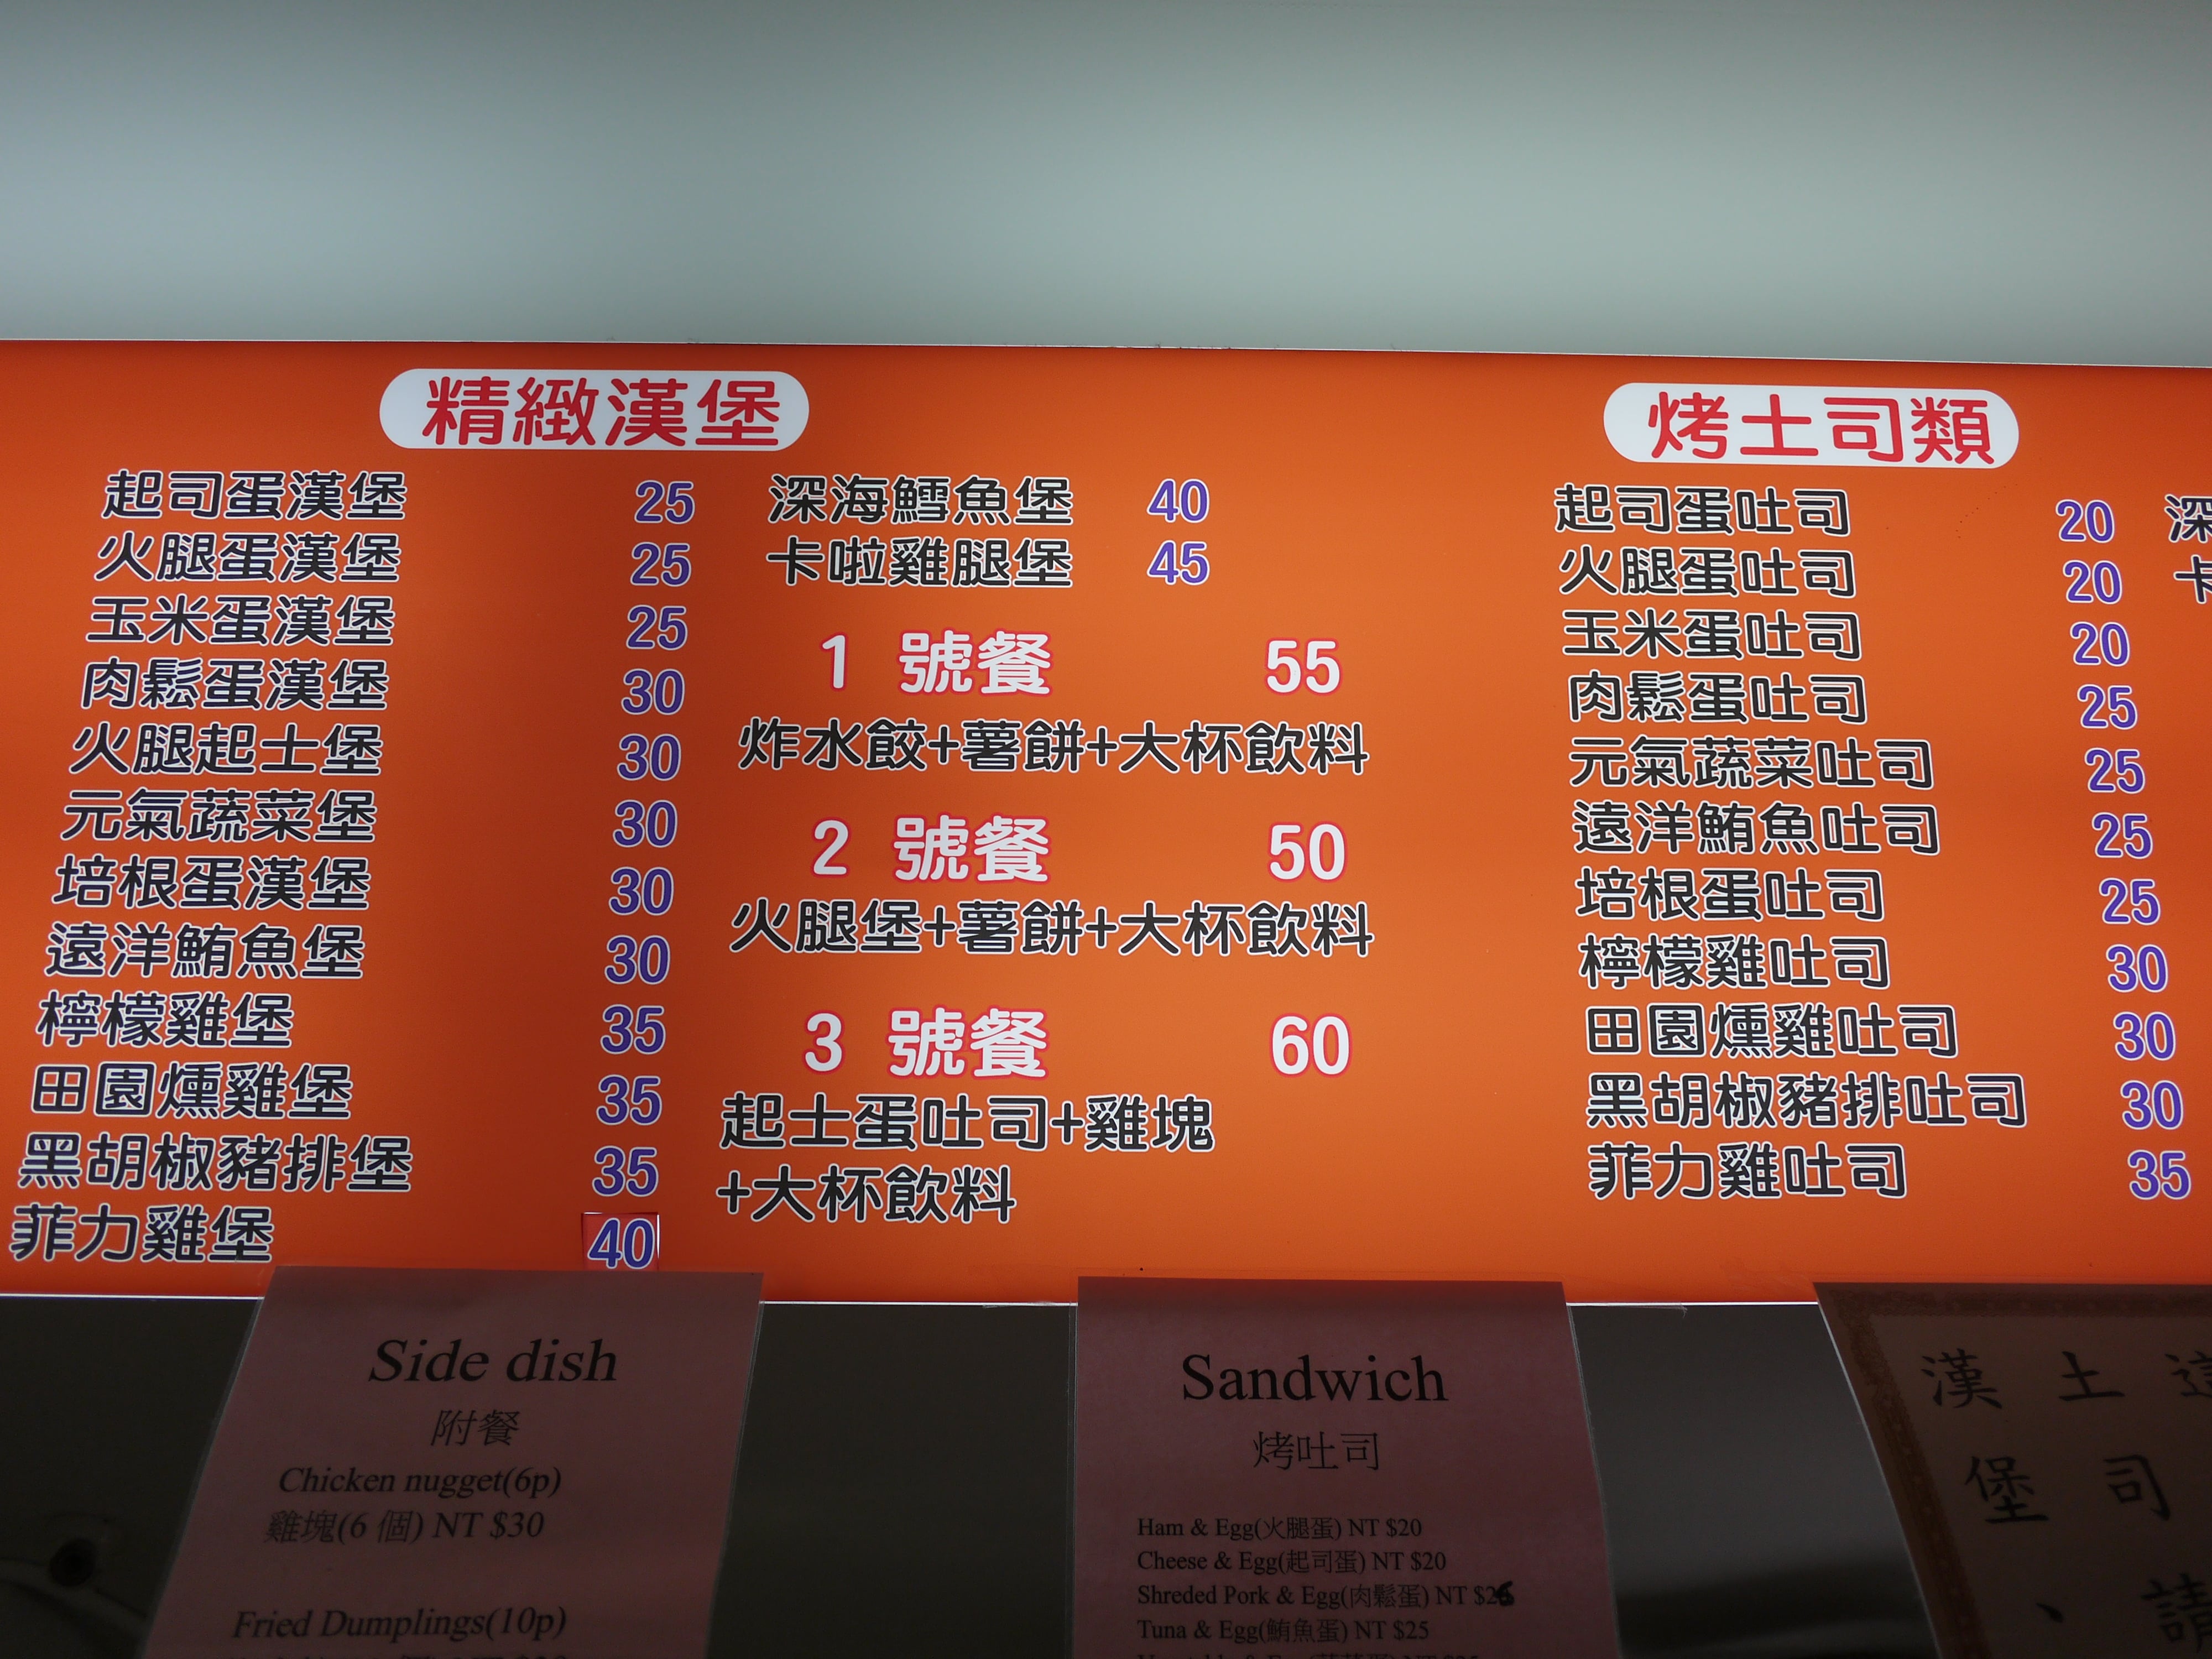 精緻漢堡
起司蛋漢堡 25
火腿蛋漢堡 25
玉米蛋漢堡 25
肉鬆蛋漢堡 30
火腿起士堡 30
元氣蔬菜堡 30
培根蛋漢堡 30
遠洋鮪魚堡 30
檸檬雞堡 35
田園燻雞堡 35
黑胡椒豬排堡 35
菲力雞堡 40
深海鱈魚堡 40
卡啦雞腿堡 45
1 號餐 55
炸水餃+薯餅+大杯飲料
2 號餐 50
火腿堡+薯餅+大杯飲料
3 號餐 60
起士蛋吐司+雞塊
+大杯飲料
烤土司類
起司蛋吐司 20
火腿蛋吐司 20
玉米蛋吐司 20
肉鬆蛋吐司 25
元氣蔬菜吐司 25
遠洋鮪魚吐司 25
培根蛋吐司 25
檸檬雞吐司 30
田園燻雞吐司 30
黑胡椒豬排吐司 30
菲力雞吐司 35
深
卡
Side dish
附餐
Chicken nugget(6p)
雞塊(6 個) NT $30
Fried Dumplings(10p)
Sandwich
烤吐司
Ham & Egg(火腿蛋) NT $20
Cheese & Egg(起司蛋) NT $20
Shreded Pork & Egg(肉鬆蛋) NT
Tuna & Egg(鮪魚蛋) NT $25
漢堡、
土司
請